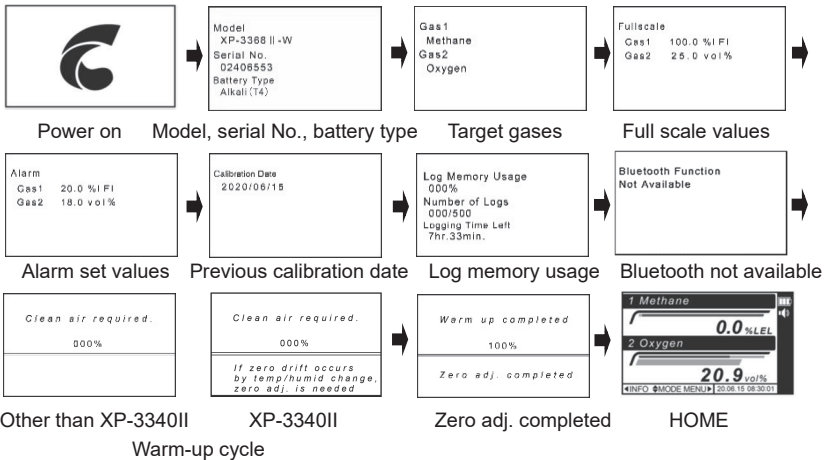 Model
XP-3368Ⅱ-W
Serial No.
02406553
Battery Type
Alkali(T4)
Gas1
Methane
Gas2
Oxygen
Fullscale
Gas1 100.0 %lFl
Gas2 25.0 vol%
Power on
Model, serial No., battery type
Target gases
Full scale values
Alarm
Gas1 20.0 %lFl
Gas2 18.0 vol%
Calibration Date
2020/06/15
Log Memory Usage
000%
Number of Logs
000/500
Logging Time Left
7hr.33min.
Bluetooth Function
Not Available
Alarm set values
Previous calibration date
Log memory usage
Bluetooth not available
Clean air required.
000%
Clean air required.
000%
If zero drift occurs
by temp/humid change,
zero adj. is needed
Warm up completed
100%
Zero adj. completed
1 Methane
0.0 %LEL
2 Oxygen
20.9 vol%
◀INFO ◆MODE MENU▶ 20.06.15 08:30:01
Other than XP-3340II
XP-3340II
Zero adj. completed
HOME
Warm-up cycle